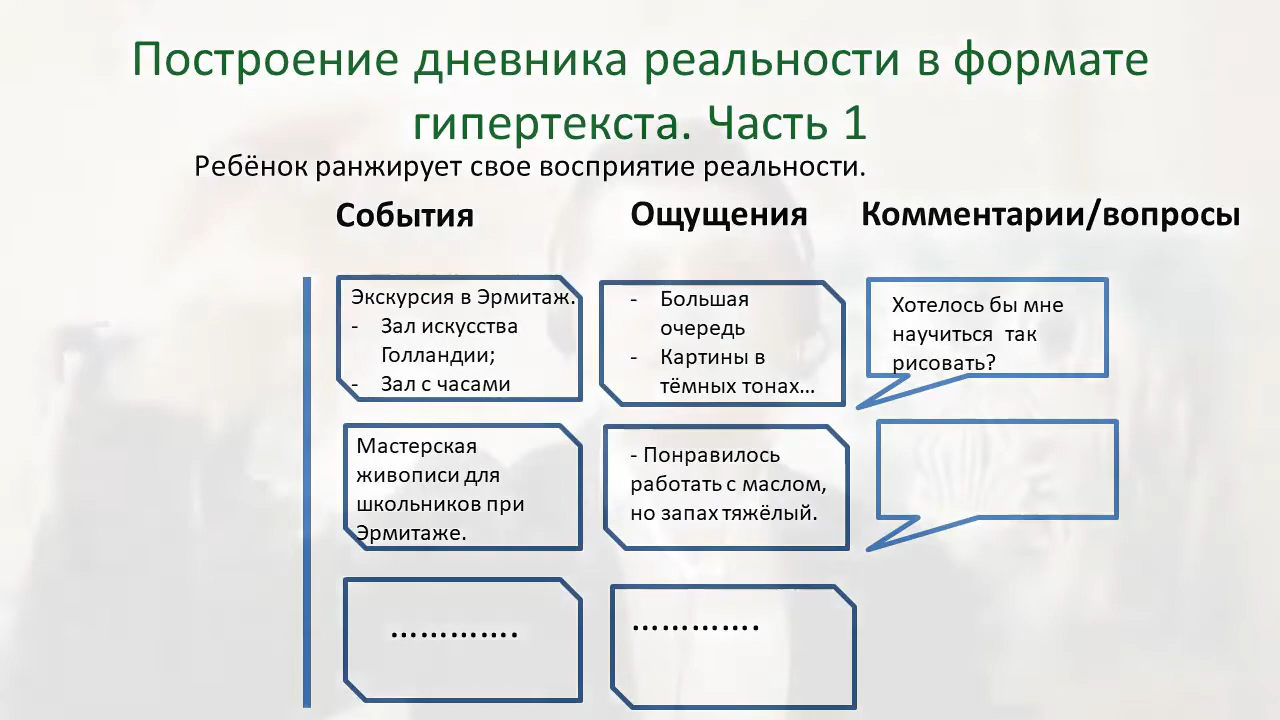 Построение дневника реальности в формате
гипертекста. Часть 1
Ребёнок ранжирует свое восприятие реальности.
События
Ощущения
Комментарии/вопросы
Экскурсия в Эрмитаж.
- Зал искусства
Голландии;
- Зал с часами
- Большая
очередь
- Картины в
тёмных тонах…
Хотелось бы мне
научиться так
рисовать?
Мастерская
живописи для
школьников при
Эрмитаже.
- Понравилось
работать с маслом,
но запах тяжёлый.
………….
………….